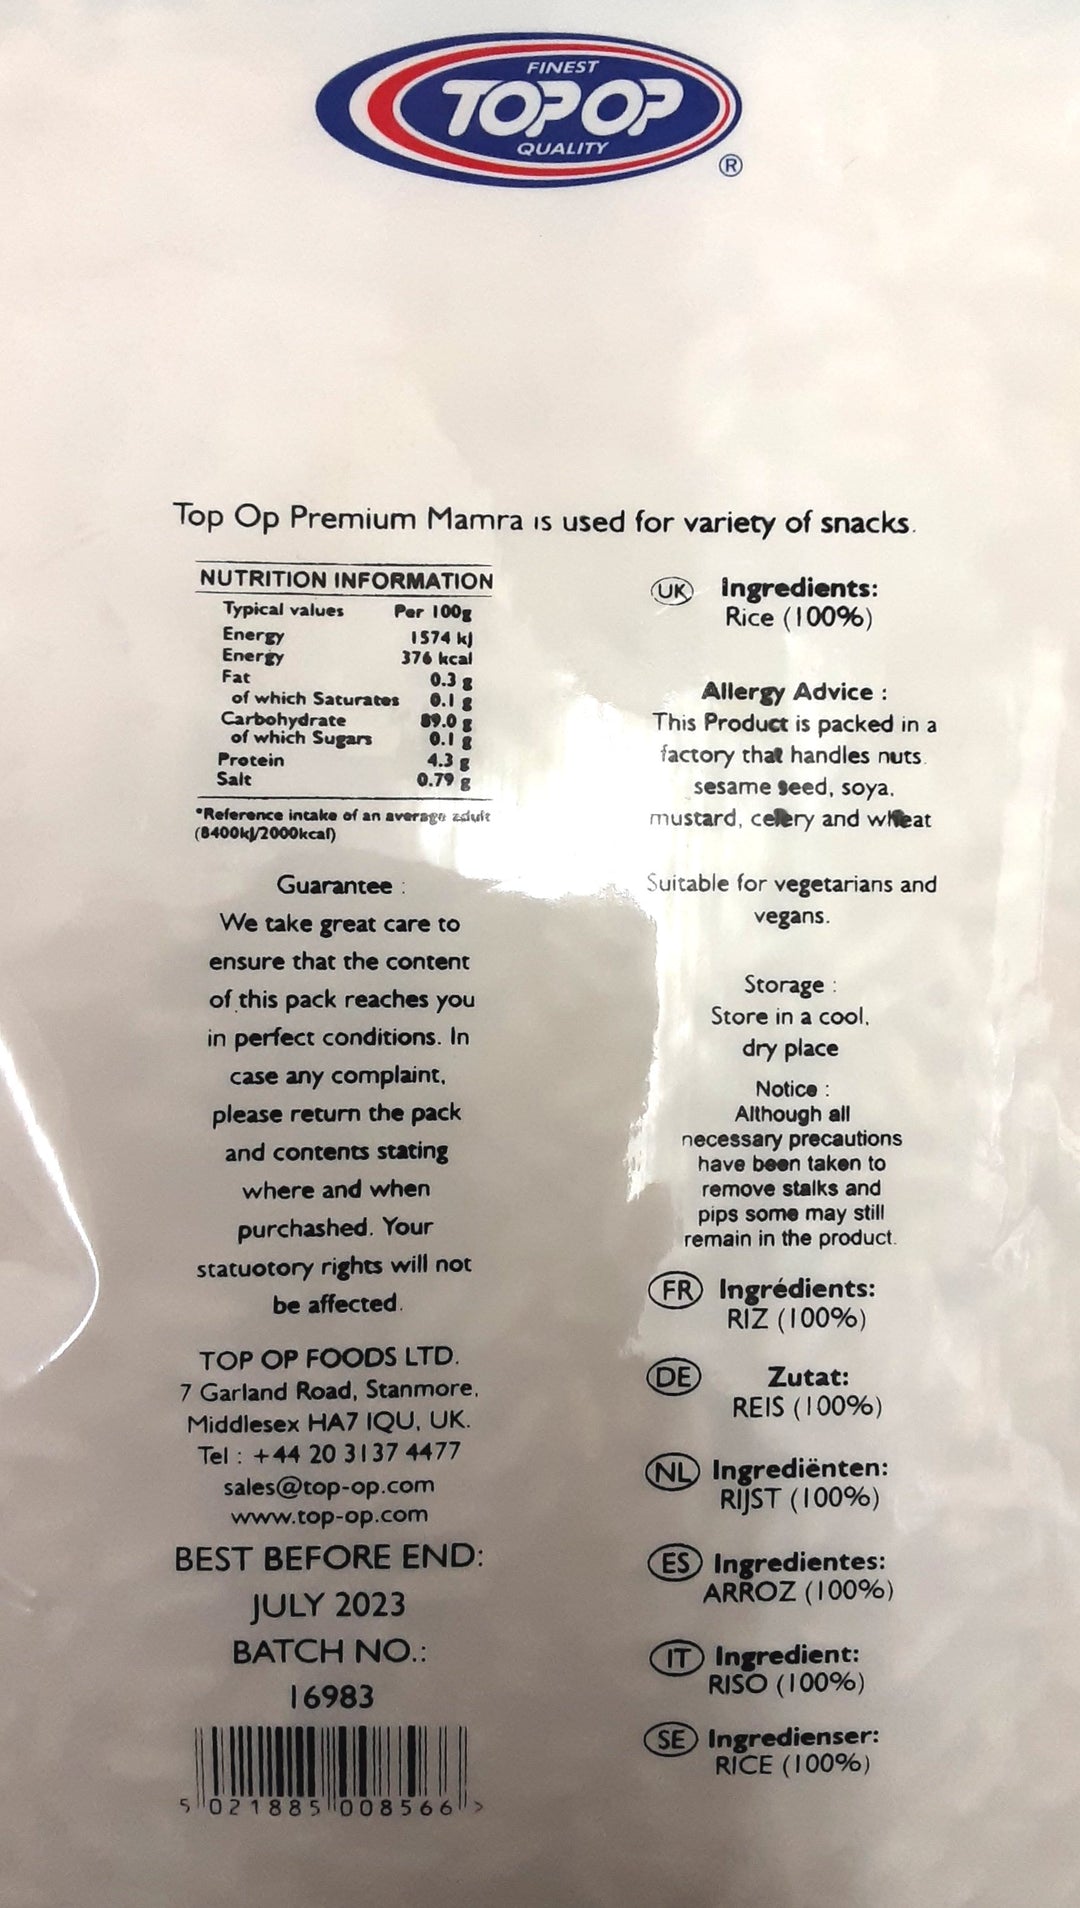 FINEST
TOP OP
QUALITY
®
Top Op Premium Mamra is used for variety of snacks.
NUTRITION INFORMATION
Typical values Per 100g
Energy 1574 kj
Energy 376 kcal
Fat 0.3 g
of which Saturates 0.1 g
Carbohydrate 89.0 g
of which Sugars 0.1 g
Protein 4.3 g
Salt 0.79 g
*Reference intake of an average adult
(8400kJ/2000kcal)
Guarantee :
We take great care to
ensure that the content
of this pack reaches you
in perfect conditions. In
case any complaint,
please return the pack
and contents stating
where and when
purchashed. Your
statuotory rights will not
be affected.
TOP OP FOODS LTD.
7 Garland Road, Stanmore,
Middlesex HA7 IQU, UK.
Tel : +44 20 3137 4477
sales@top-op.com
www.top-op.com
BEST BEFORE END:
JULY 2023
BATCH NO.:
16983
5 021885 008566 >
UK Ingredients:
Rice (100%)
Allergy Advice :
This Product is packed in a
factory that handles nuts.
sesame seed, soya,
mustard, celery and wheat
Suitable for vegetarians and
vegans.
Storage :
Store in a cool,
dry place
Notice :
Although all
necessary precautions
have been taken to
remove stalks and
pips some may still
remain in the product.
FR Ingrédients:
RIZ (100%)
DE Zutat:
REIS (100%)
NL Ingrediënten:
RIJST (100%)
ES Ingredientes:
ARROZ (100%)
IT Ingredient:
RISO (100%)
SE Ingredienser:
RICE (100%)